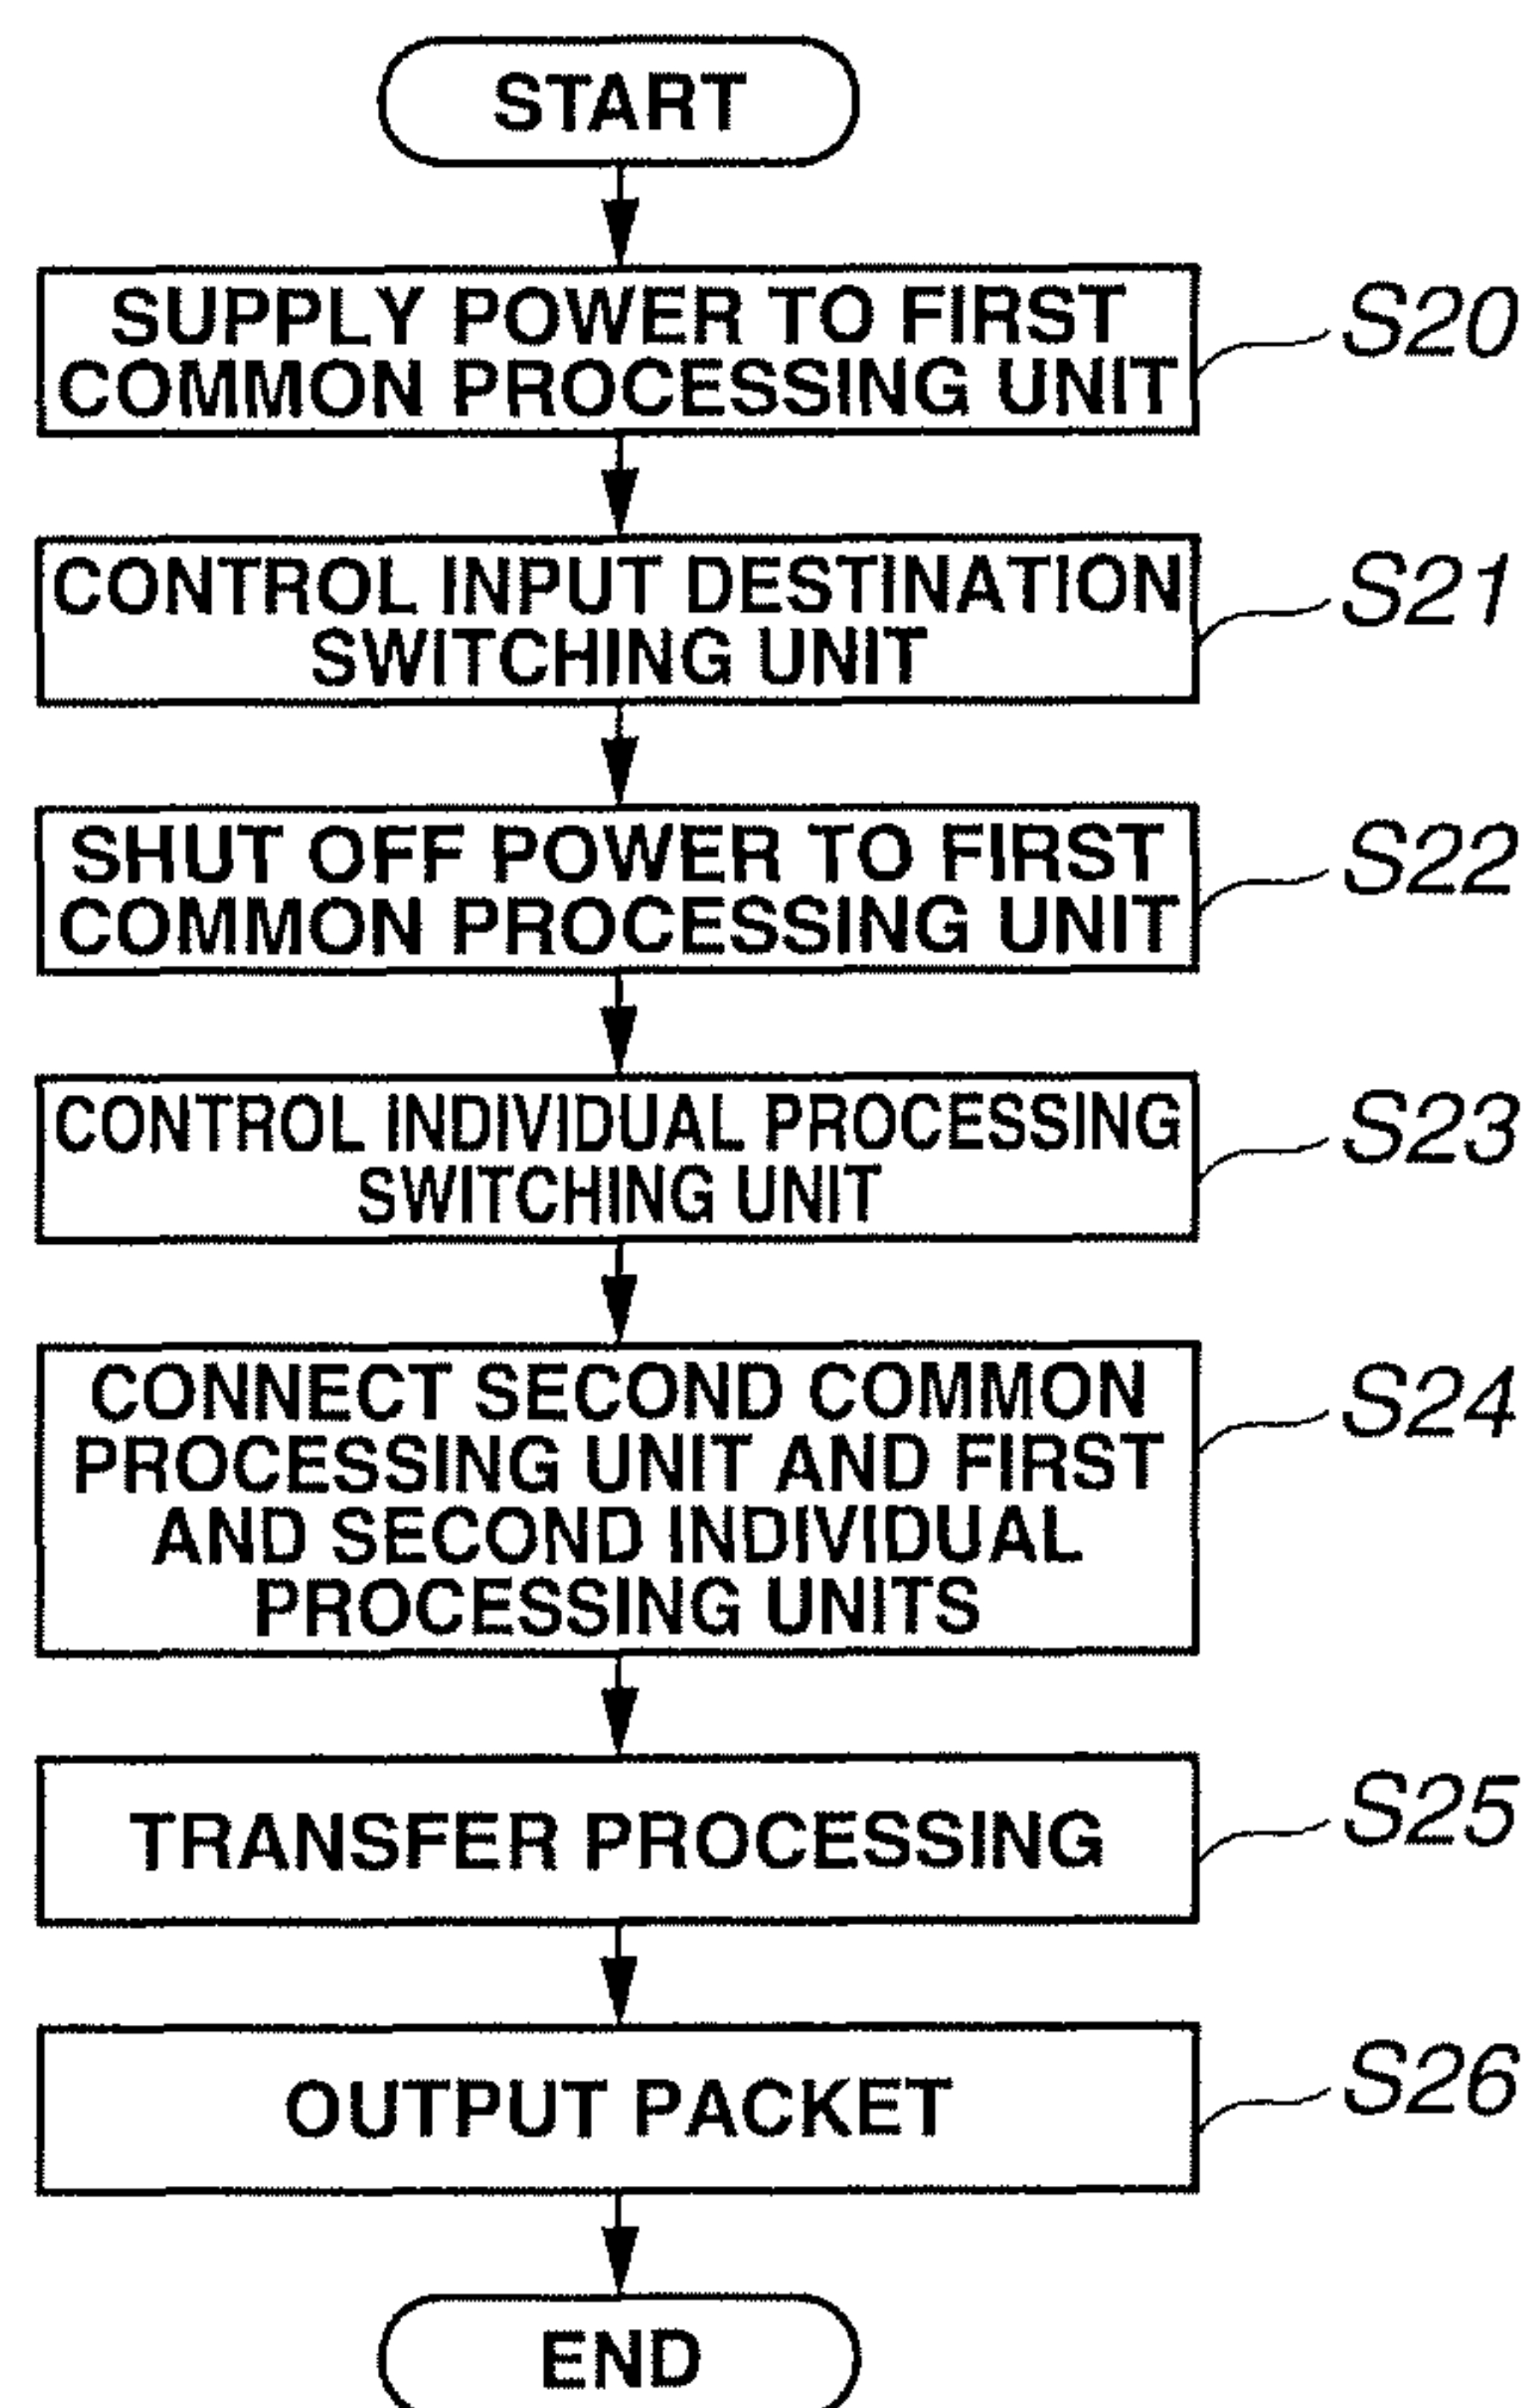 START
SUPPLY POWER TO FIRST
COMMON PROCESSING UNIT
S20
CONTROL INPUT DESTINATION
SWITCHING UNIT
S21
SHUT OFF POWER TO FIRST
COMMON PROCESSING UNIT
S22
CONTROL INDIVIDUAL PROCESSING
SWITCHING UNIT
S23
CONNECT SECOND COMMON
PROCESSING UNIT AND FIRST
AND SECOND INDIVIDUAL
PROCESSING UNITS
S24
TRANSFER PROCESSING
S25
OUTPUT PACKET
S26
END